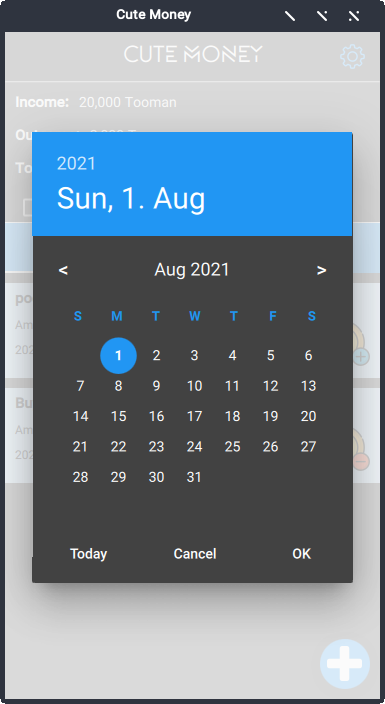 Cute Money
CUTE MONEY
Income: 20,000 Tooman
2021
Sun, 1. Aug
< Aug 2021 >
S M T W T F S
1 2 3 4 5 6
7 8 9 10 11 12 13
14 15 16 17 18 19 20
21 22 23 24 25 26 27
28 29 30 31
Today Cancel OK